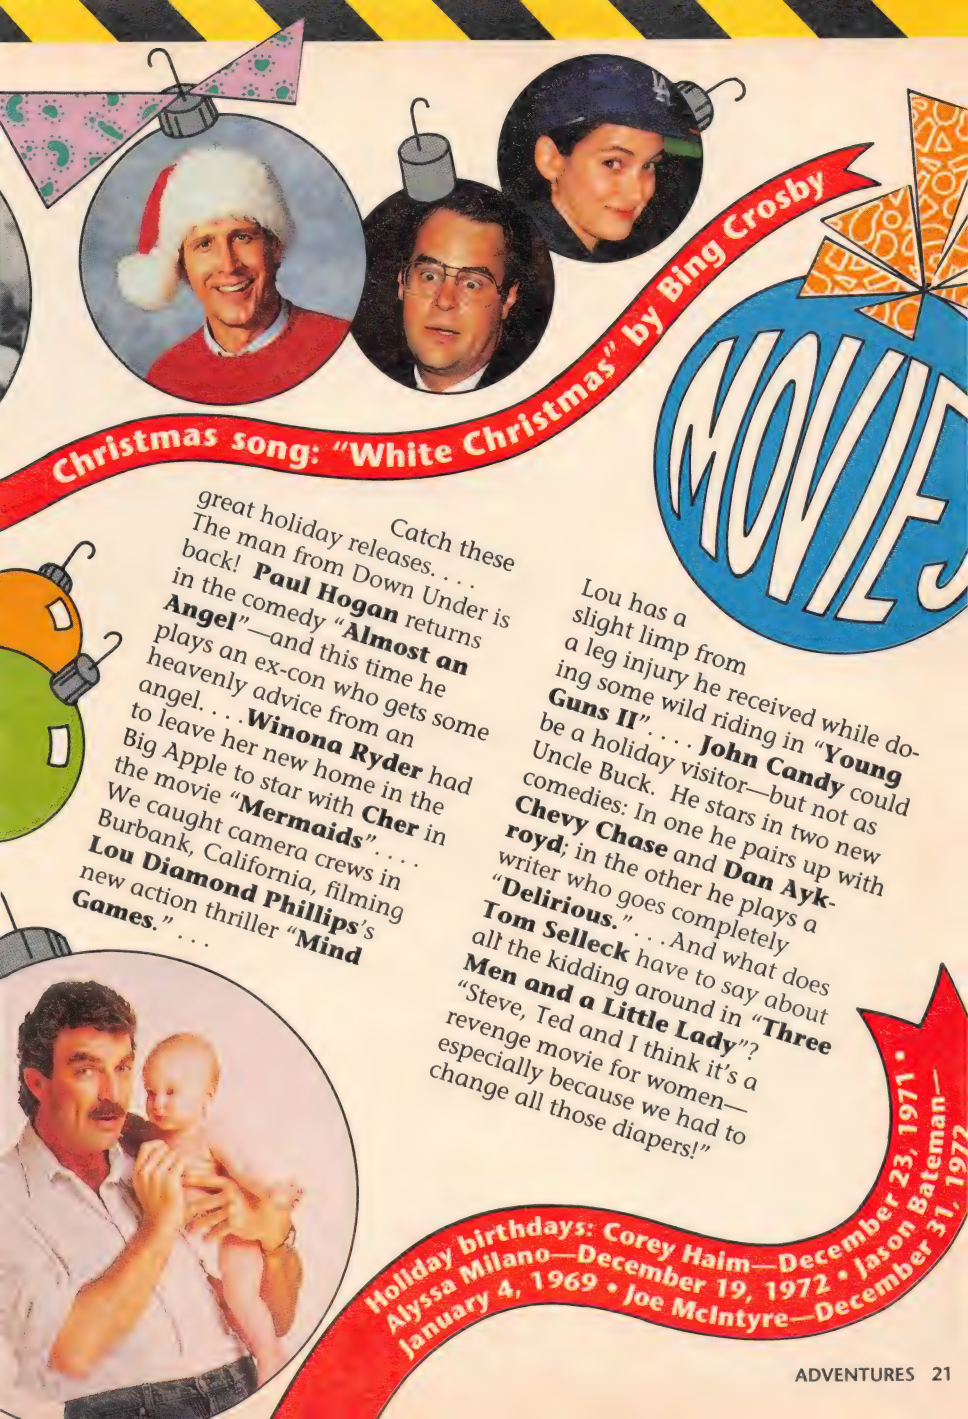 LA
Christmas song: "White Christmas" by Bing Crosby
MOVIES
Catch these
great holiday releases. . . .
The man from Down Under is
back! Paul Hogan returns
in the comedy "Almost an
Angel"—and this time he
plays an ex-con who gets some
heavenly advice from an
angel. . . . Winona Ryder had
to leave her new home in the
Big Apple to star with Cher in
the movie "Mermaids". . . .
We caught camera crews in
Burbank, California, filming
Lou Diamond Phillips's
new action thriller "Mind
Games." . . .
Lou has a
slight limp from
a leg injury he received while do-
ing some wild riding in "Young
Guns II". . . . John Candy could
be a holiday visitor—but not as
Uncle Buck. He stars in two new
comedies: In one he pairs up with
Chevy Chase and Dan Ayk-
royd; in the other he plays a
writer who goes completely
"Delirious.". . . And what does
Tom Selleck have to say about
all the kidding around in "Three
Men and a Little Lady"?
"Steve, Ted and I think it's a
revenge movie for women—
especially because we had to
change all those diapers!"
Holiday birthdays: Corey Haim—December 23, 1971 •
Alyssa Milano—December 19, 1972 • Jason Bateman—
January 4, 1969 • Joe McIntyre—December 31, 1972
ADVENTURES 21